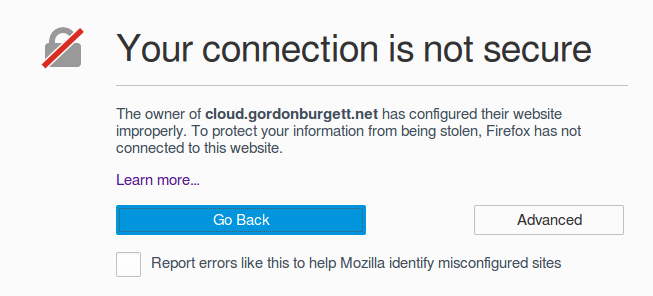 Your connection is not secure
The owner of cloud.gordonburgett.net has configured their website
improperly. To protect your information from being stolen, Firefox has not
connected to this website.
Learn more...
Go Back
Advanced
Report errors like this to help Mozilla identify misconfigured sites